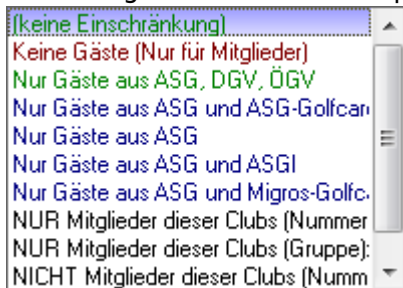 (keine Einschränkung)
Keine Gäste (Nur für Mitglieder)
Nur Gäste aus ASG, DGV, ÖGV
Nur Gäste aus ASG und ASG-Golfcar
Nur Gäste aus ASG
Nur Gäste aus ASG und ASGI
Nur Gäste aus ASG und Migros-Golfc
NUR Mitglieder dieser Clubs (Nummer
NUR Mitglieder dieser Clubs (Gruppe):
NICHT Mitglieder dieser Clubs (Numm